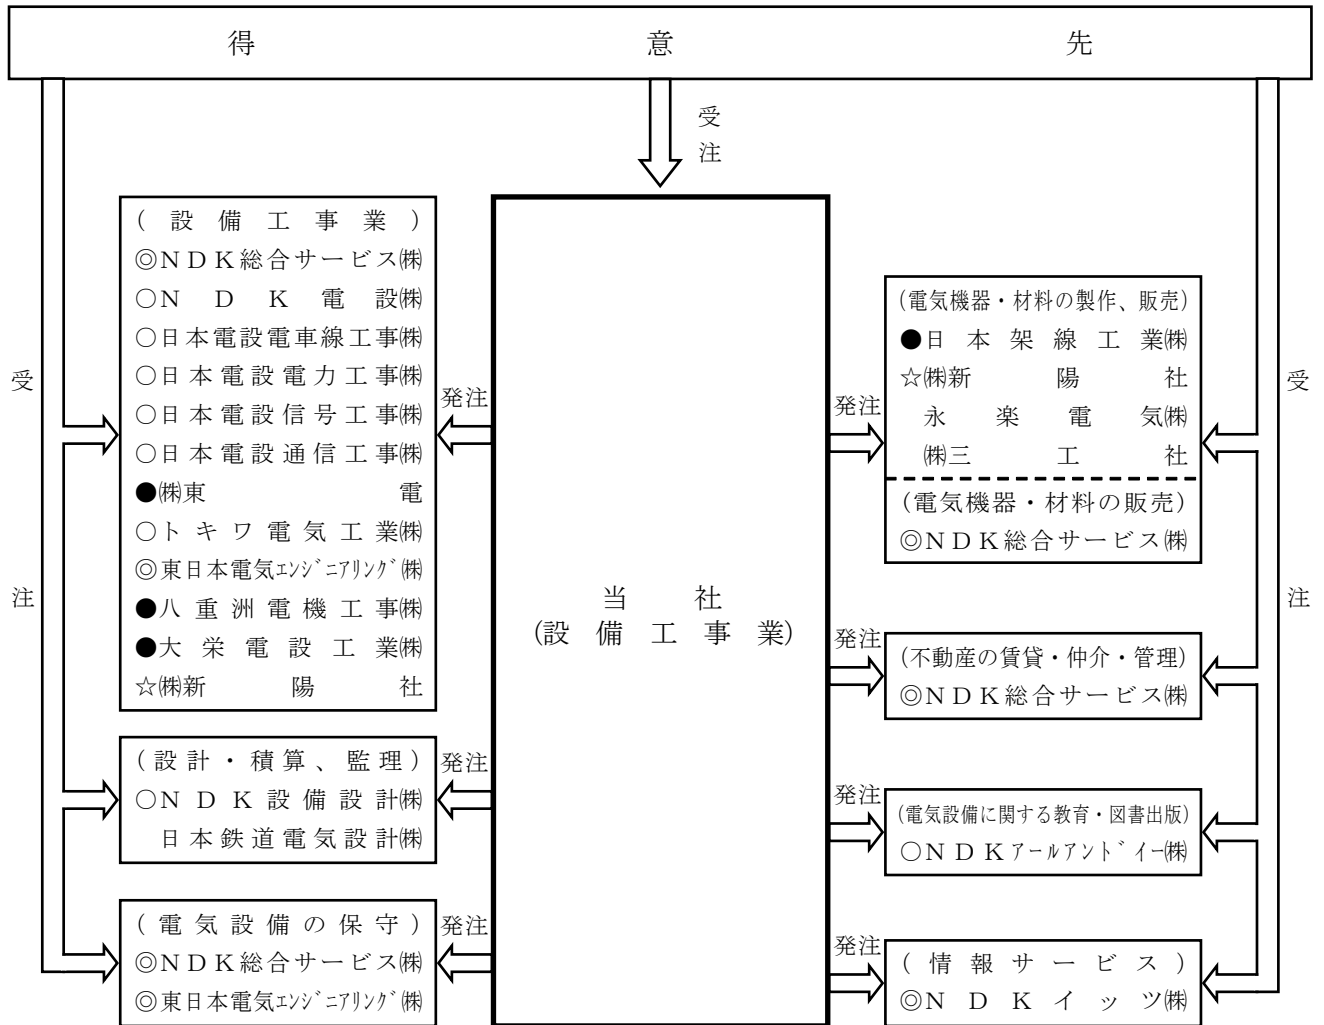 得意先
受注
(設備工事業)
◎NDK総合サービス㈱
○NDK電設㈱
○日本電設電車線工事㈱
○日本電設電力工事㈱
○日本電設信号工事㈱
○日本電設通信工事㈱
●㈱東電
○トキワ電気工業㈱
◎東日本電気ｴﾝｼﾞﾆｱﾘﾝｸﾞ㈱
●八重洲電機工事㈱
●大栄電設工業㈱
☆㈱新陽社
受注
発注
(設計・積算、監理)
○NDK設備設計㈱
日本鉄道電気設計㈱
発注
(電気設備の保守)
◎NDK総合サービス㈱
◎東日本電気ｴﾝｼﾞﾆｱﾘﾝｸﾞ㈱
発注
当社
(設備工事業)
発注
(電気機器・材料の製作、販売)
●日本架線工業㈱
☆㈱新陽社
永楽電気㈱
㈱三工社
(電気機器・材料の販売)
◎NDK総合サービス㈱
受注
発注
(不動産の賃貸・仲介・管理)
◎NDK総合サービス㈱
発注
(電気設備に関する教育・図書出版)
○NDKｱｰﾙｱﾝﾄﾞｲｰ㈱
発注
(情報サービス)
◎NDKイッツ㈱